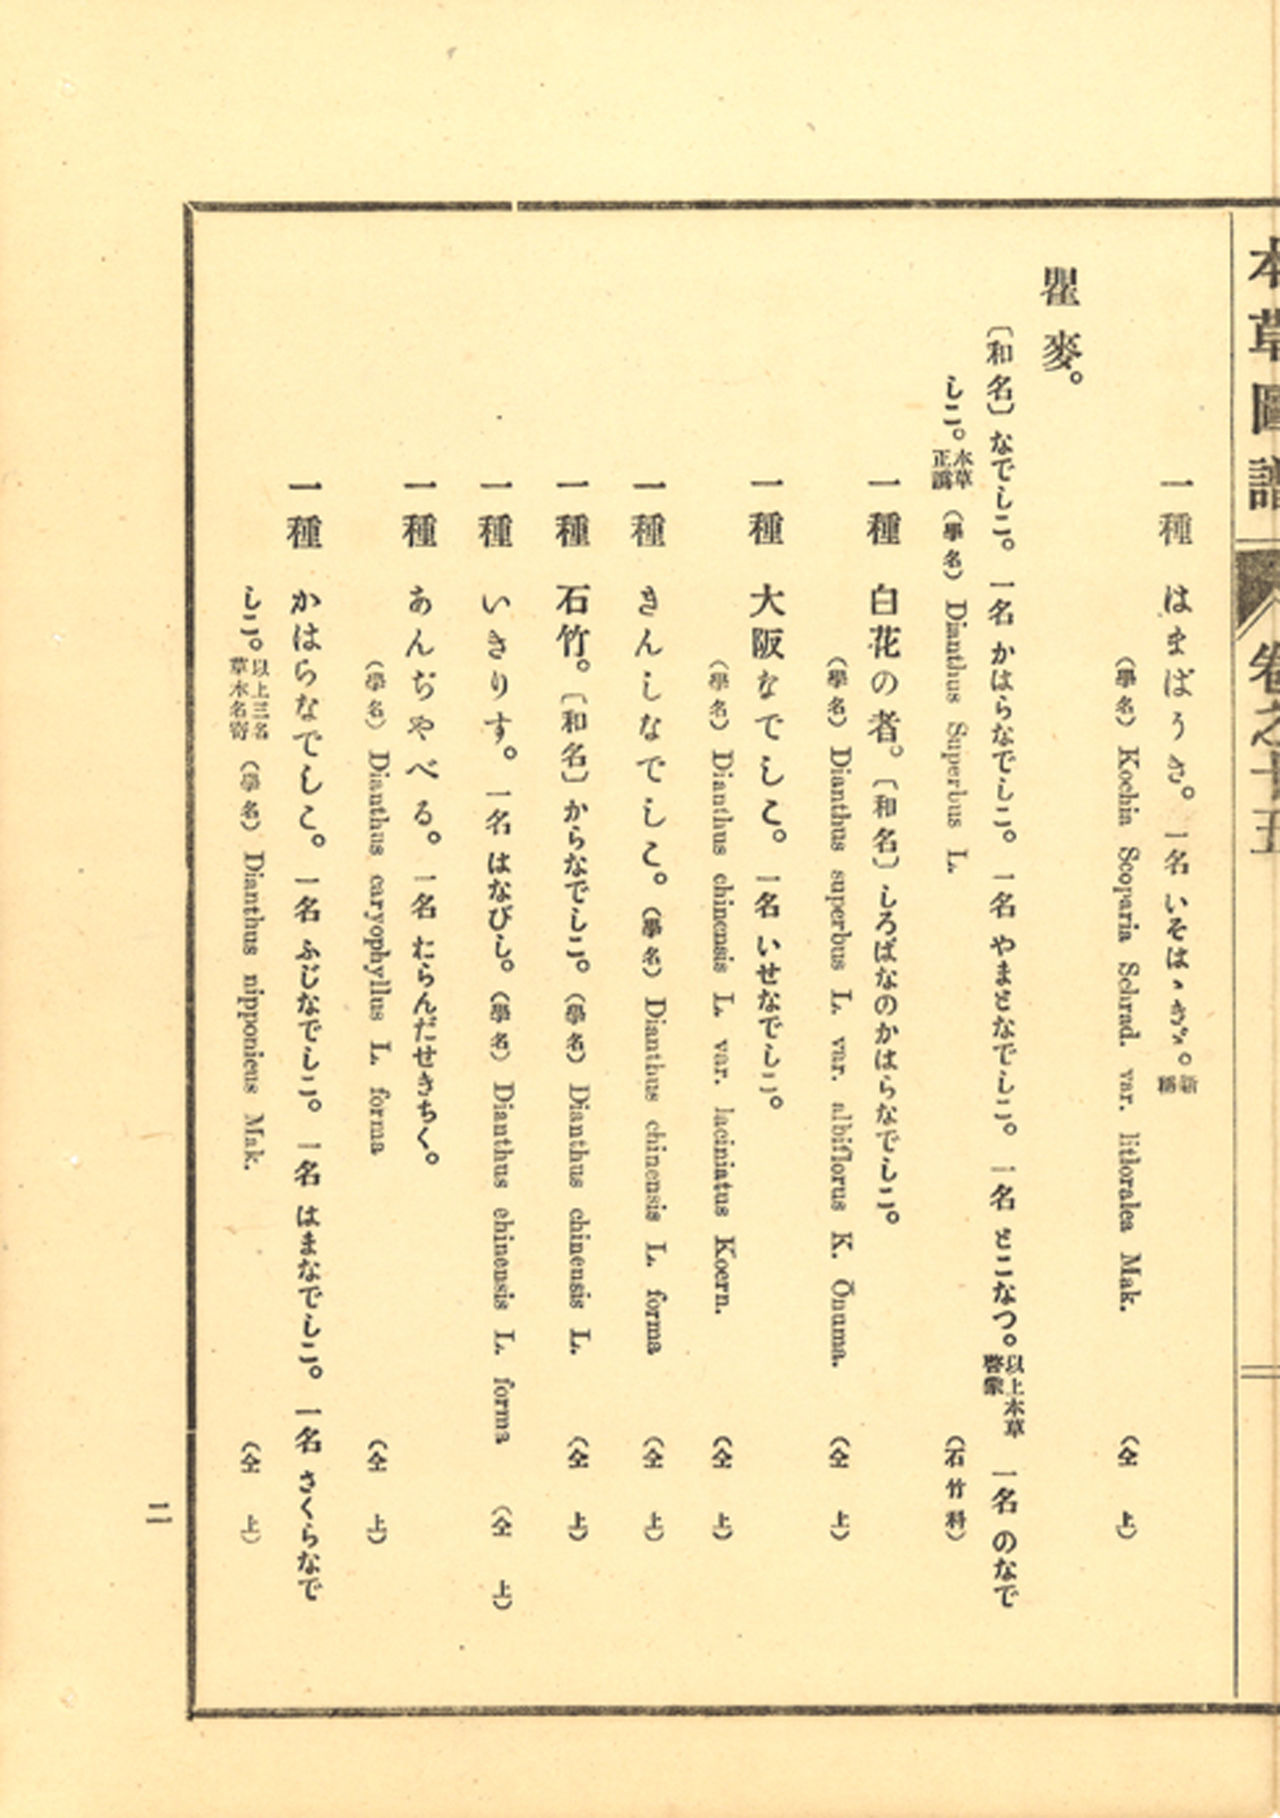 本草圖譜 卷之十五
一種 はまばうき。一名 いそはゝきゞ。新稱
(學名) Kochia Scoparia Schrad. var. littoralea Mak. (仝上)
瞿麥。
〔和名〕なでしこ。一名 かはらなでしこ。一名 やまとなでしこ。一名 とこなつ。以上本草啓蒙 一名 のなで
しこ。本草正譌 (學名) Dianthus Superbus L. (石竹科)
一種 白花の者。〔和名〕しろばなのかはらなでしこ。
(學名) Dianthus superbus L. var. albiflorus K. Ōnuma. (仝上)
一種 大阪なでしこ。一名 いせなでしこ。
(學名) Dianthus chinensis L. var. laciniatus Koern. (仝上)
一種 きんしなでしこ。(學名) Dianthus chinensis L. forma (仝上)
一種 石竹。〔和名〕からなでしこ。(學名) Dianthus chinensis L. (仝上)
一種 いきりす。一名 はなびし。(學名) Dianthus chinensis L. forma (仝上)
一種 あんぢやべる。一名 むらんだせきちく。
(學名) Dianthus caryophyllus L. forma (仝上)
一種 かはらなでしこ。一名 ふじなでしこ。一名 はまなでしこ。一名 さくらなで
しこ。以上三名草木名寄 (學名) Dianthus nipponicus Mak. (仝上)
二